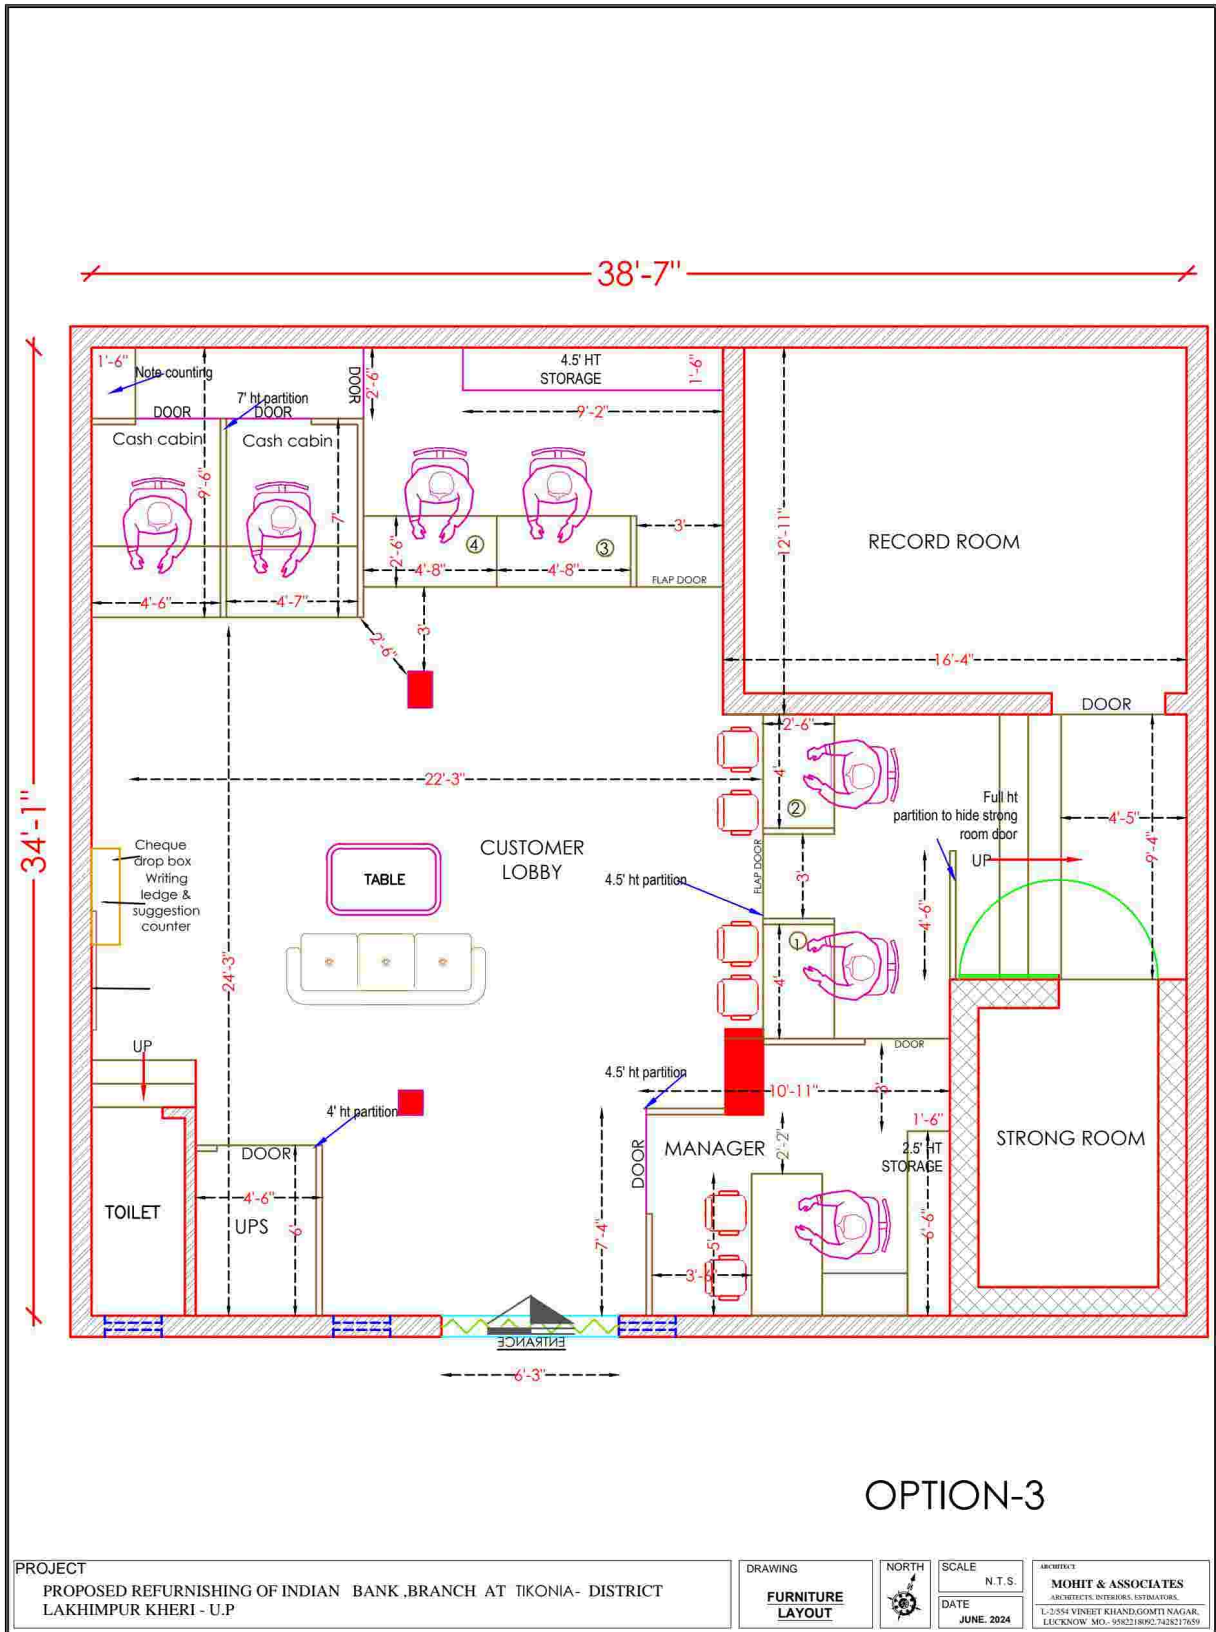 38'-7"
34'-1"
1'-6"
Note counting
DOOR
7' ht partition
DOOR
DOOR
2'-6"
4.5' HT
STORAGE
1'-6"
9'-2"
Cash cabin
Cash cabin
9'-6"
7'
4'-6"
4'-7"
2'-6"
4
3
4'-8"
4'-8"
3'
FLAP DOOR
3'
2'-6"
12'-11"
RECORD ROOM
16'-4"
DOOR
2'-6"
4'
2
22'-3"
Full ht
partition to hide strong
room door
4'-5"
9'-4"
UP
Cheque
drop box
Writing
ledge &
suggestion
counter
CUSTOMER
LOBBY
TABLE
4.5' ht partition
FLAP DOOR
3'
4'-6"
1
4'
24'-3"
UP
DOOR
4.5' ht partition
10'-11"
3'
4' ht partition
1'-6"
2.5' HT
STORAGE
DOOR
MANAGER
2'-2"
STRONG ROOM
DOOR
4'-6"
TOILET
UPS
6'
7'-4"
5'
3'-6"
6'-6"
ENTRANCE
6'-3"
OPTION-3
PROJECT
PROPOSED REFURNISHING OF INDIAN BANK ,BRANCH AT TIKONIA- DISTRICT
LAKHIMPUR KHERI - U.P
DRAWING
FURNITURE
LAYOUT
NORTH
N
SCALE
N.T.S.
DATE
JUNE. 2024
ARCHITECT
MOHIT & ASSOCIATES
ARCHITECTS, INTERIORS, ESTIMATORS,
L-2/554 VINEET KHAND,GOMTI NAGAR,
LUCKNOW MO.- 9582218092,7428217659